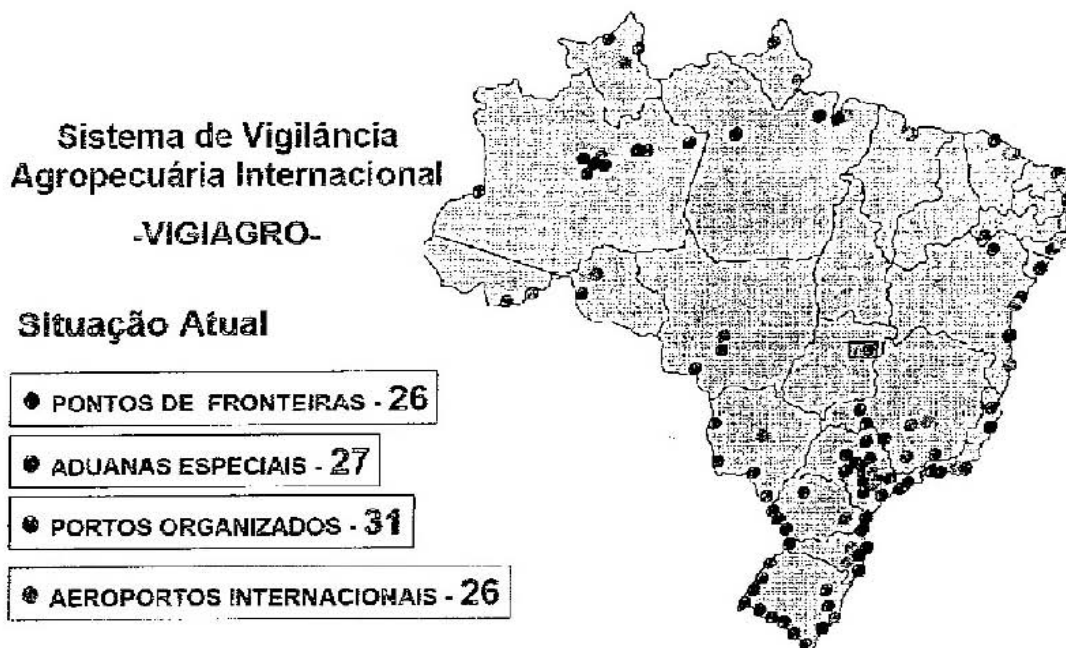 Sistema de Vigilância
Agropecuária Internacional
-VIGIAGRO-
Situação Atual
PONTOS DE FRONTEIRAS - 26
ADUANAS ESPECIAIS - 27
PORTOS ORGANIZADOS - 31
AEROPORTOS INTERNACIONAIS - 26